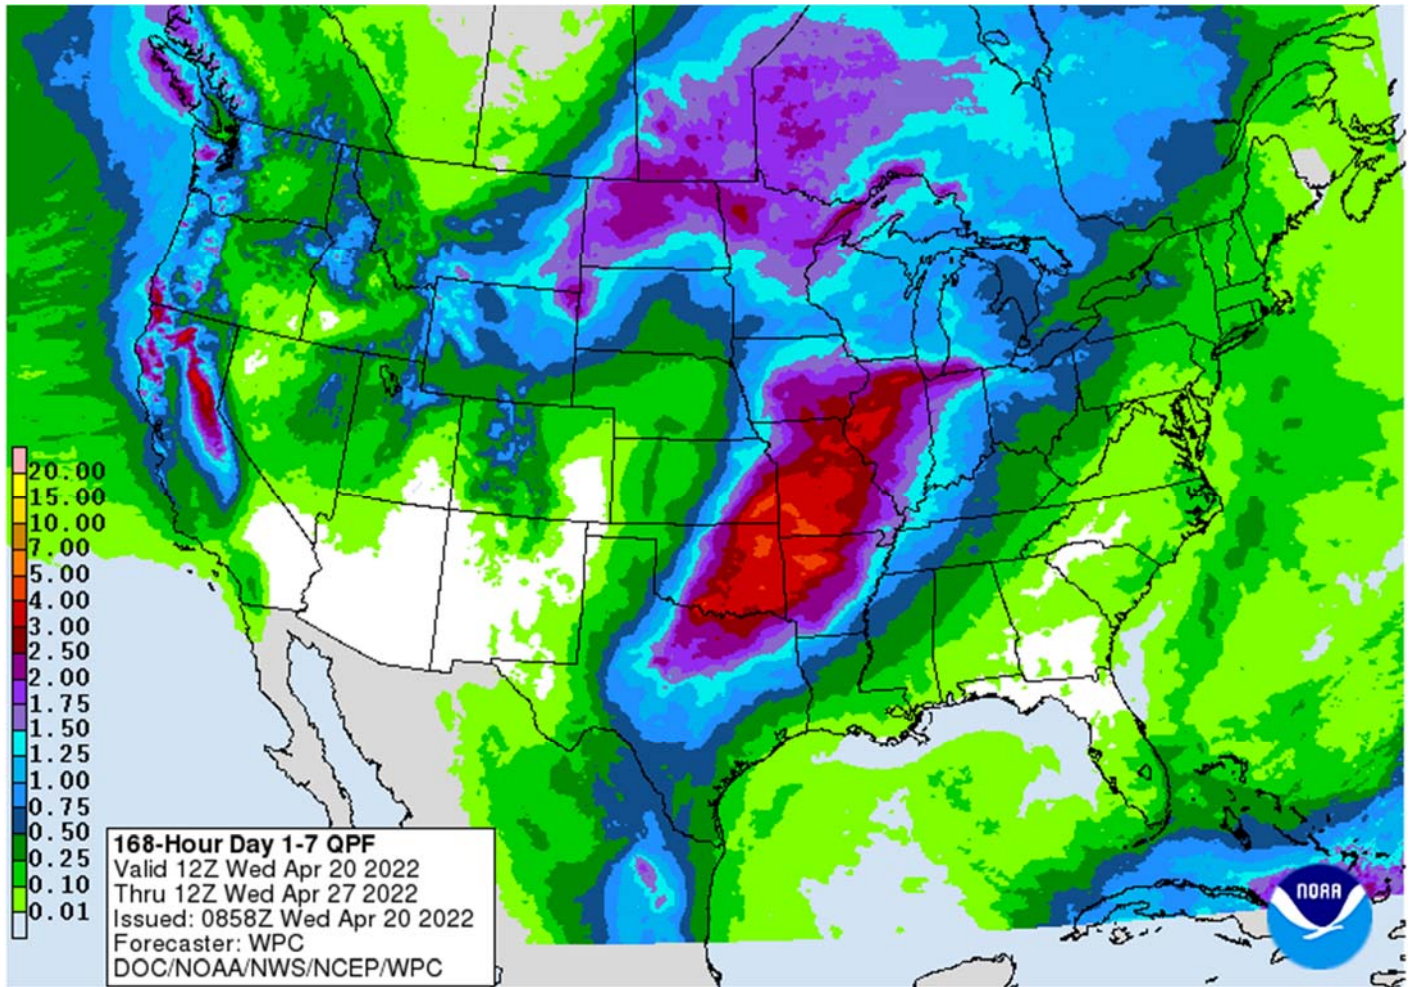 20.00
15.00
10.00
7.00
5.00
4.00
3.00
2.50
2.00
1.75
1.50
1.25
1.00
0.75
0.50
0.25
0.10
0.01
168-Hour Day 1-7 QPF
Valid 12Z Wed Apr 20 2022
Thru 12Z Wed Apr 27 2022
Issued: 0858Z Wed Apr 20 2022
Forecaster: WPC
DOC/NOAA/NWS/NCEP/WPC
NOAA